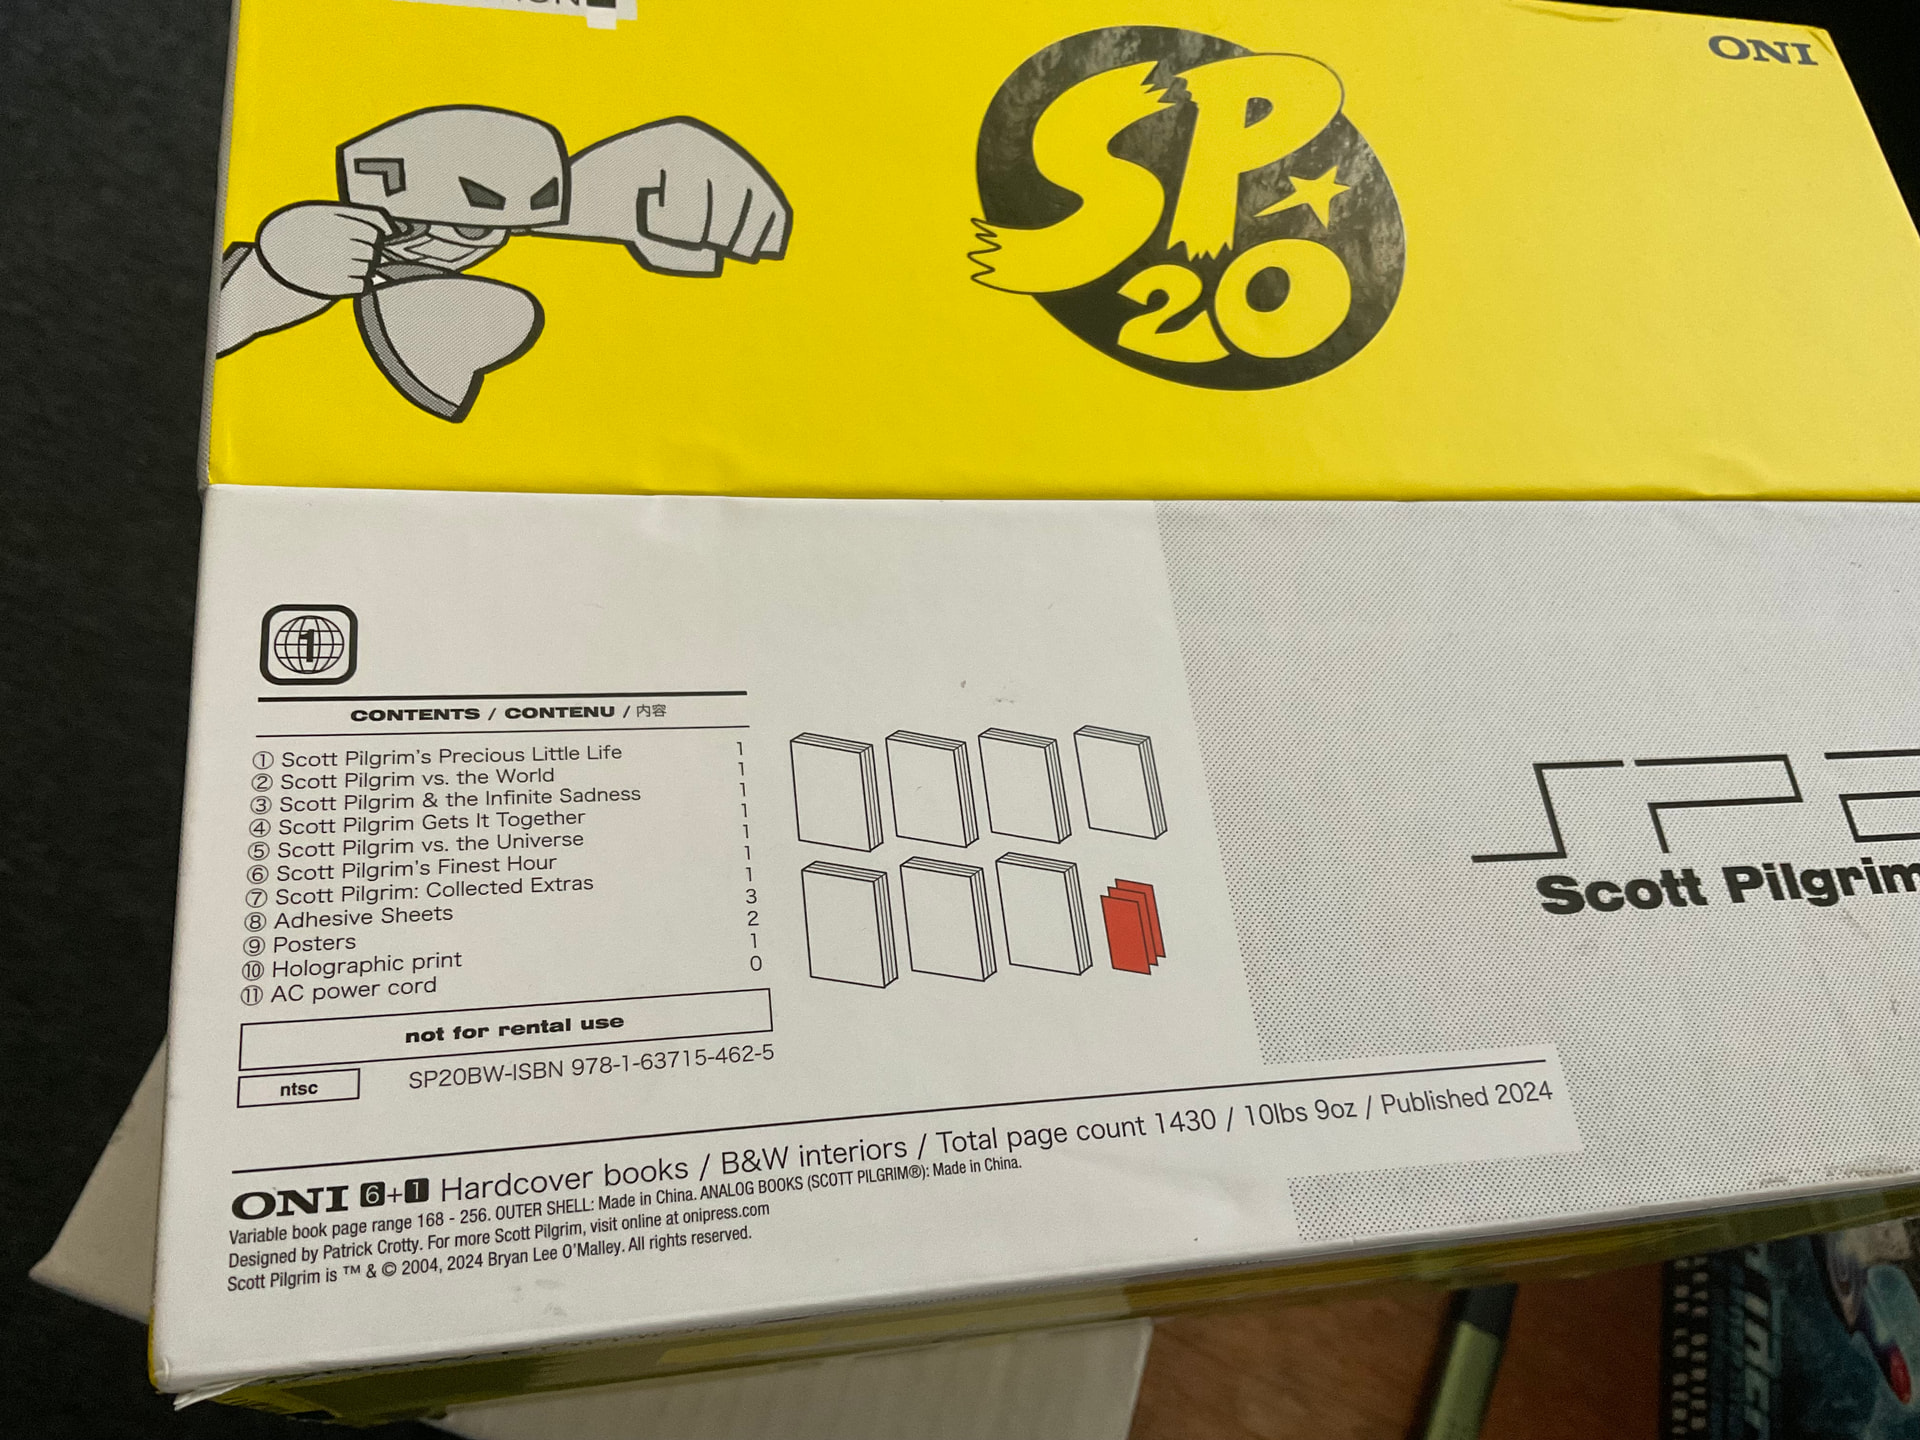 ONI
SP
20
1
CONTENTS / CONTENU / 内容
① Scott Pilgrim's Precious Little Life 1
② Scott Pilgrim vs. the World 1
③ Scott Pilgrim & the Infinite Sadness 1
④ Scott Pilgrim Gets It Together 1
⑤ Scott Pilgrim vs. the Universe 1
⑥ Scott Pilgrim's Finest Hour 1
⑦ Scott Pilgrim: Collected Extras 1
⑧ Adhesive Sheets 3
⑨ Posters 2
⑩ Holographic print 1
⑪ AC power cord 0
not for rental use
ntsc SP20BW-ISBN 978-1-63715-462-5
SP2
Scott Pilgrim
ONI 6+1 Hardcover books / B&W interiors / Total page count 1430 / 10lbs 9oz / Published 2024
Variable book page range 168 - 256. OUTER SHELL: Made in China. ANALOG BOOKS (SCOTT PILGRIM®): Made in China.
Designed by Patrick Crotty. For more Scott Pilgrim, visit online at onipress.com
Scott Pilgrim is ™ & © 2004, 2024 Bryan Lee O'Malley. All rights reserved.